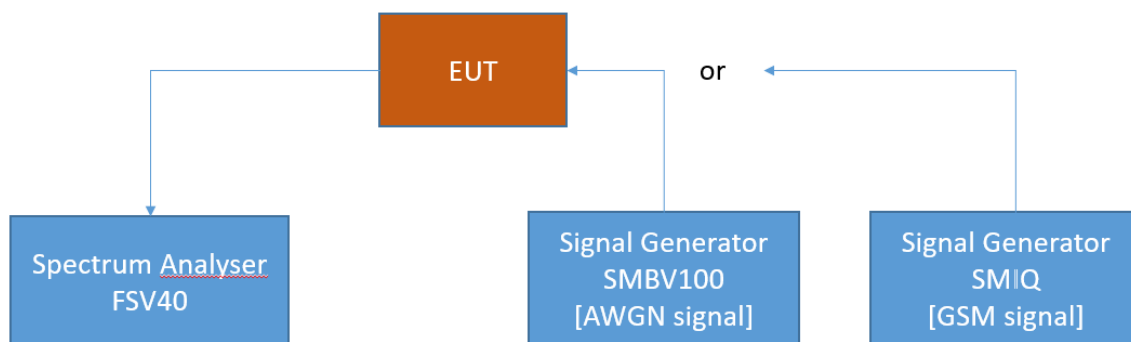 EUT
or
Spectrum Analyser
FSV40
Signal Generator
SMBV100
[AWGN signal]
Signal Generator
SMIQ
[GSM signal]